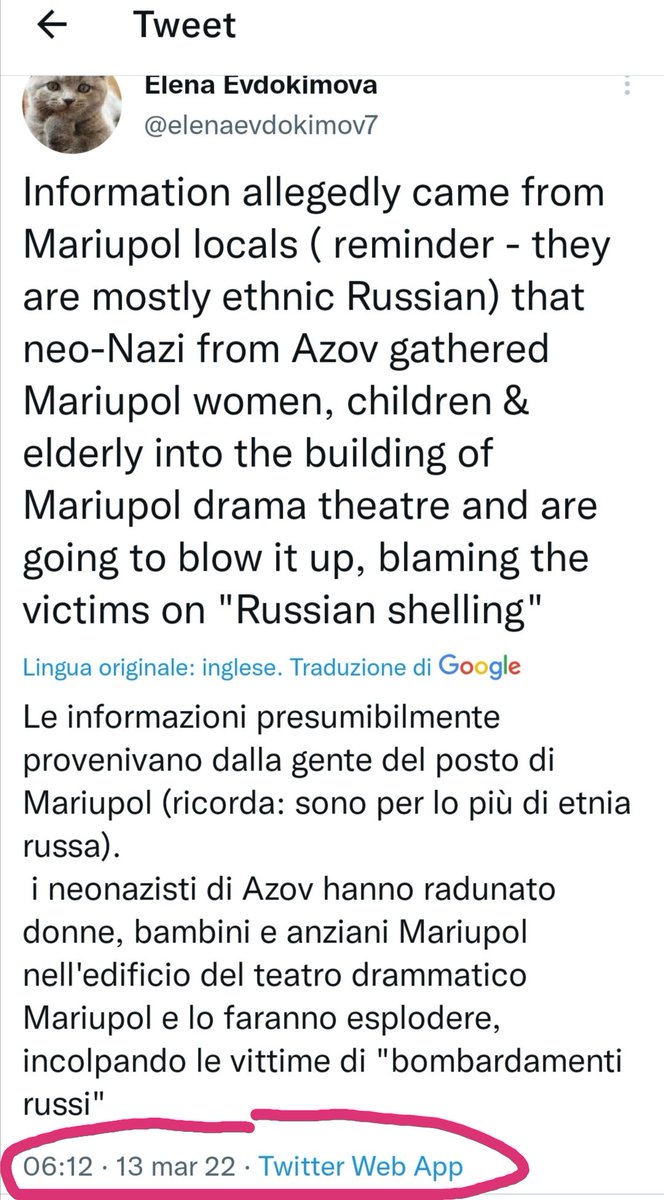 Tweet
Elena Evdokimova
@elenaevdokimov7
Information allegedly came from
Mariupol locals ( reminder - they
are mostly ethnic Russian) that
neo-Nazi from Azov gathered
Mariupol women, children &
elderly into the building of
Mariupol drama theatre and are
going to blow it up, blaming the
victims on "Russian shelling"
Lingua originale: inglese. Traduzione di Google
Le informazioni presumibilmente
provenivano dalla gente del posto di
Mariupol (ricorda: sono per lo più di etnia
russa).
i neonazisti di Azov hanno radunato
donne, bambini e anziani Mariupol
nell'edificio del teatro drammatico
Mariupol e lo faranno esplodere,
incolpando le vittime di "bombardamenti
russi"
06:12 · 13 mar 22 · Twitter Web App